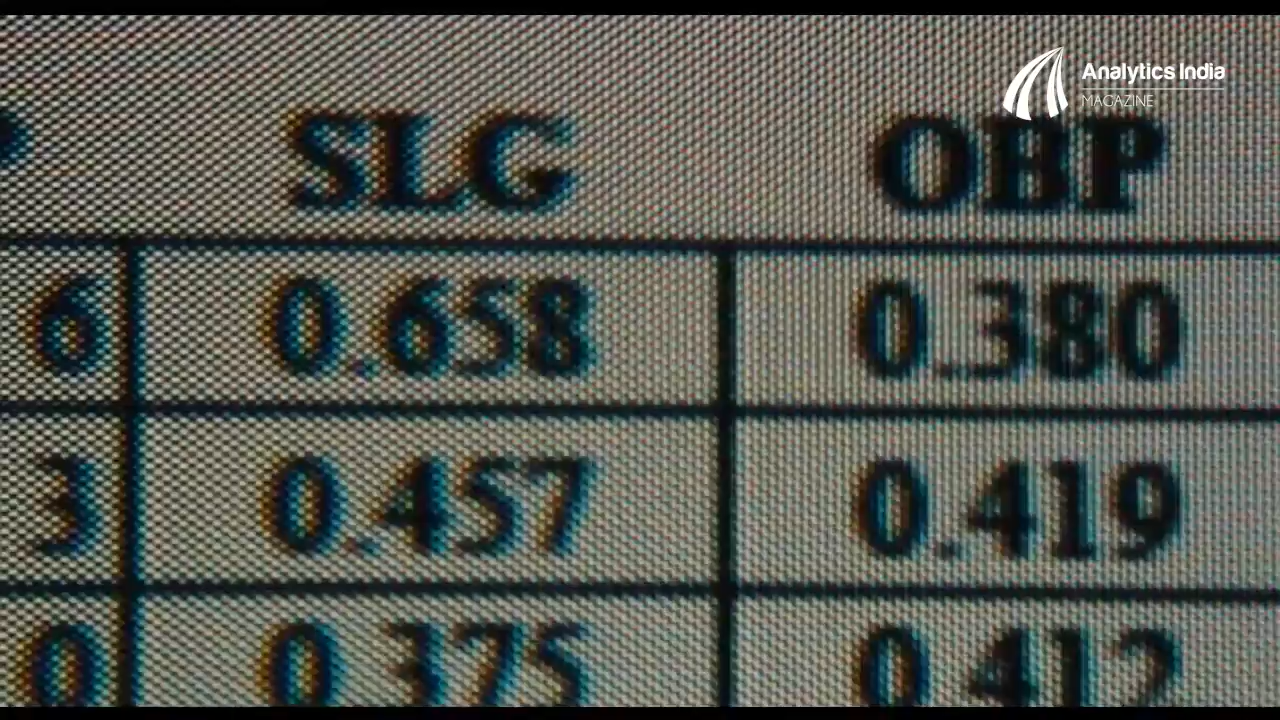 Analytics India
MAGAZINE
SLG OBP
6 0.658 0.380
3 0.457 0.419
0 0.375 0.412